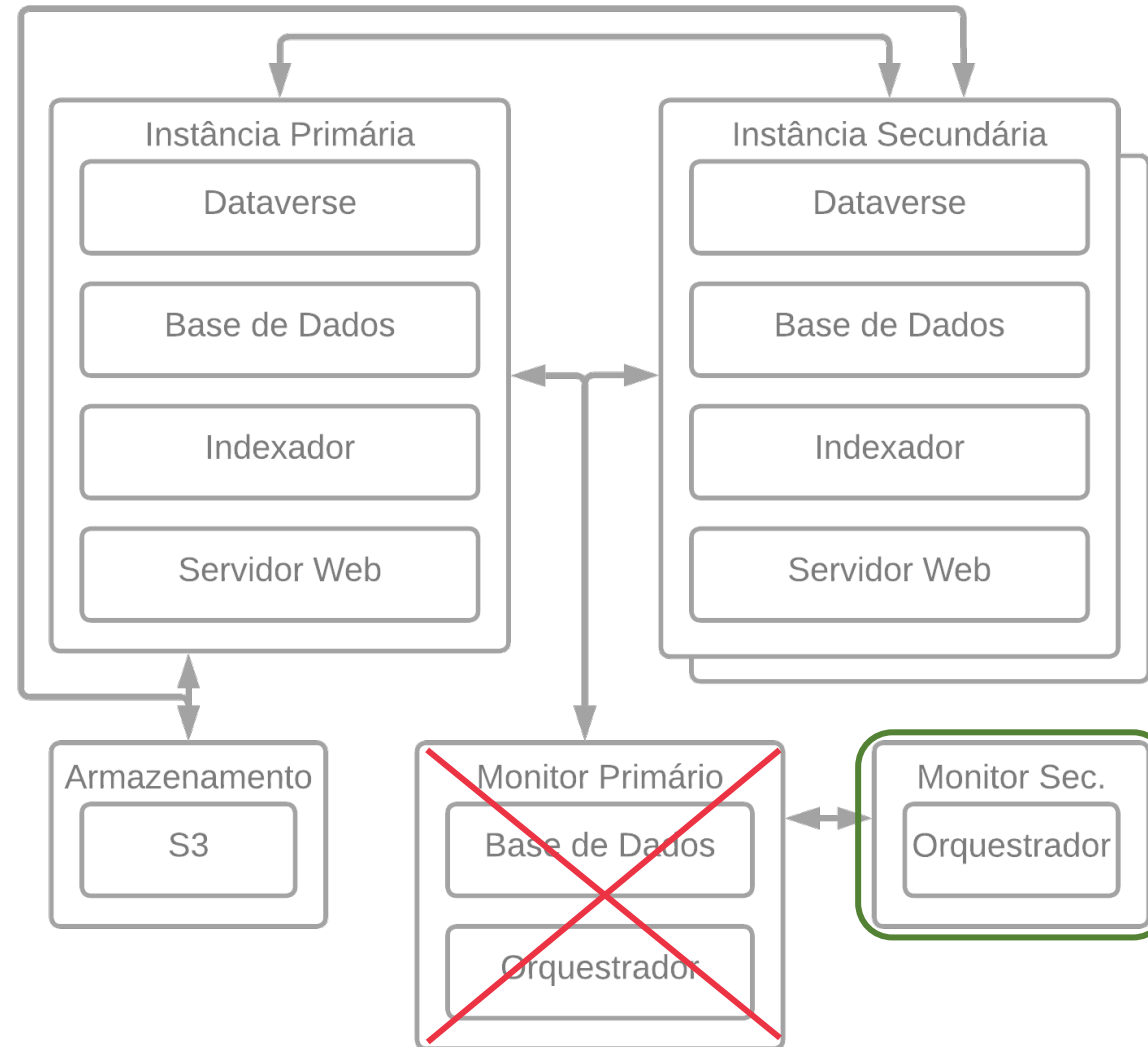 Instância Primária
Dataverse
Base de Dados
Indexador
Servidor Web
Instância Secundária
Dataverse
Base de Dados
Indexador
Servidor Web
Armazenamento
S3
Monitor Primário
Base de Dados
Orquestrador
Monitor Sec.
Orquestrador